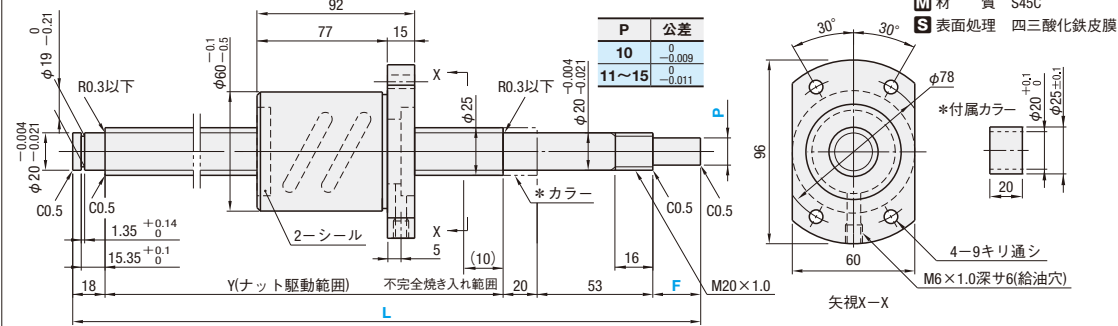 M 材 質 S45C
S 表面処理 四三酸化鉄皮膜
92
77
15
φ19 0 −0.21
φ60 −0.1 −0.5
R0.3以下
φ20 −0.004 −0.021
C0.5
C0.5
1.35 +0.14 0
15.35 +0.1 0
18
Y(ナット駆動範囲)
2ーシール
X
X
5
φ25
R0.3以下
φ20 −0.004 −0.021
P 公差
10 0 −0.009
11〜15 0 −0.011
P
*カラー
(10)
不完全焼き入れ範囲
20
53
16
F
C0.5
C0.5
M20×1.0
L
30°
30°
φ78
96
60
4ー9キリ通シ
M6×1.0深サ6(給油穴)
矢視XーX
*付属カラー
φ20 +0.1 0
φ25±0.1
20